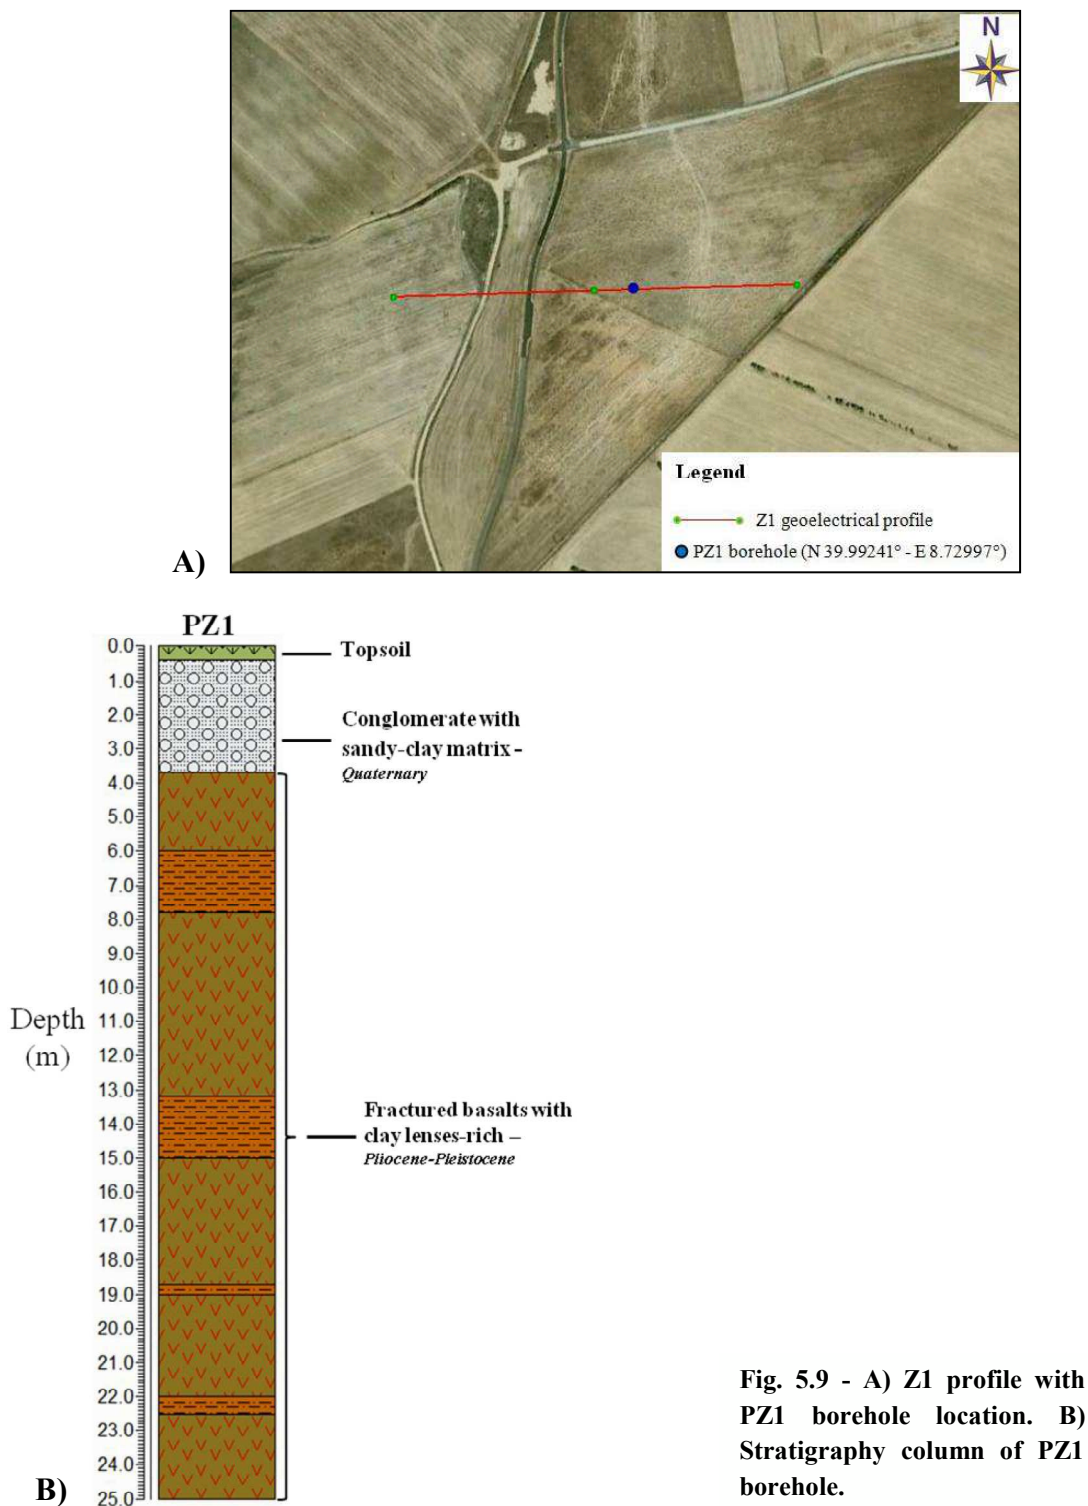 N
Legend
Z1 geoelectrical profile
PZ1 borehole (N 39.99241° - E 8.72997°)
A)
PZ1
0.0
1.0
2.0
3.0
4.0
5.0
6.0
7.0
8.0
9.0
10.0
11.0
12.0
13.0
14.0
15.0
16.0
17.0
18.0
19.0
20.0
21.0
22.0
23.0
24.0
25.0
Depth
(m)
Topsoil
Conglomerate with
sandy-clay matrix –
Quaternary
Fractured basalts with
clay lenses-rich –
Pliocene-Pleistocene
B)
Fig. 5.9 - A) Z1 profile with
PZ1 borehole location. B)
Stratigraphy column of PZ1
borehole.